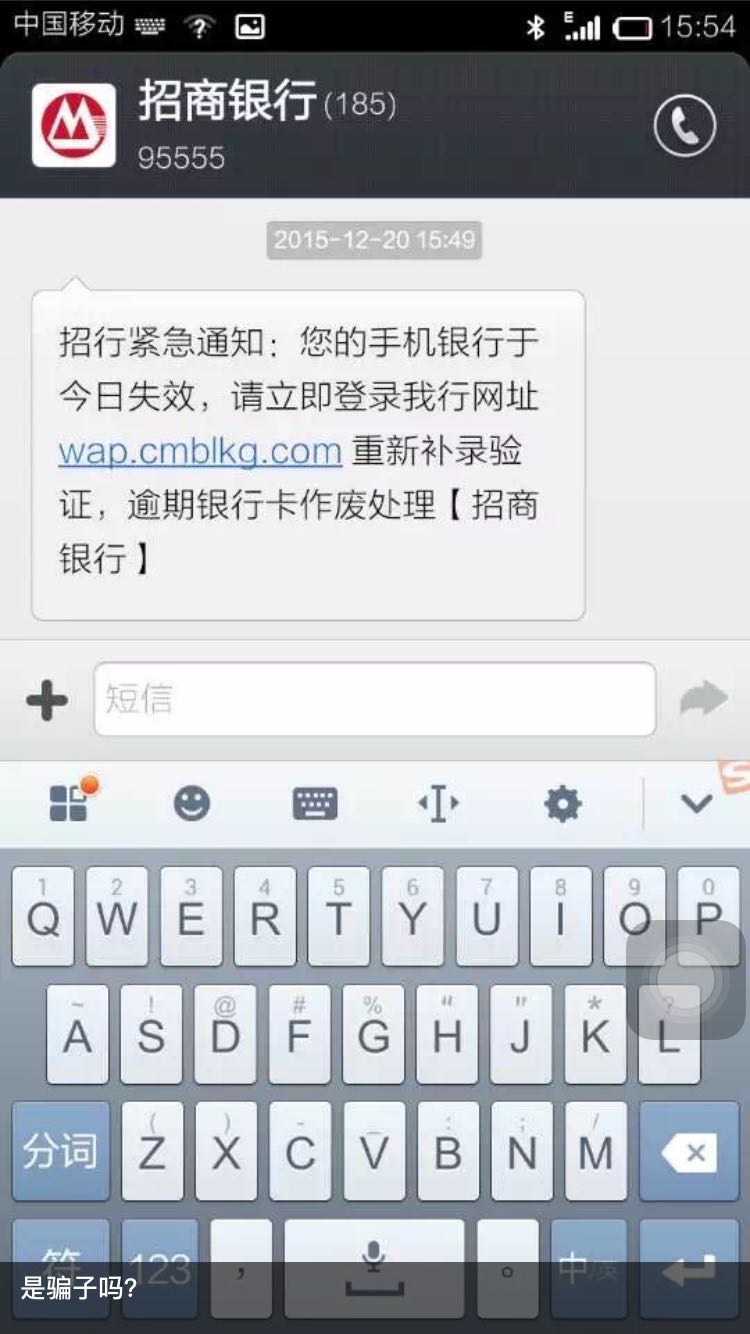 中国移动 E 15:54
招商银行(185)
95555
2015-12-20 15:49
招行紧急通知：您的手机银行于
今日失效，请立即登录我行网址
wap.cmblkg.com 重新补录验
证，逾期银行卡作废处理【招商
银行】
短信
1 2 3 4 5 6 7 8 9 0
Q W E R T Y U I O P
~ ! @ # % “ ” * ?
A S D F G H J K L
( ) - _ : ; /
分词 Z X C V B N M
符 123 ， 。 中/英
是骗子吗?